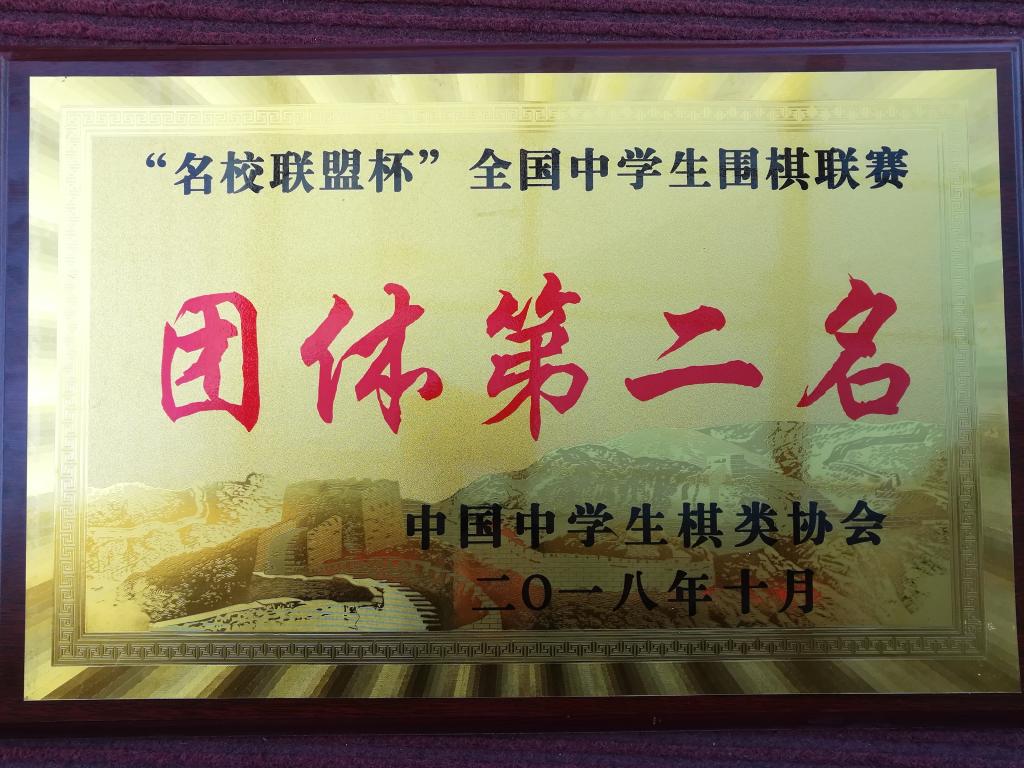 “名校联盟杯”全国中学生围棋联赛
团体第二名
中国中学生棋类协会
二〇一八年十月